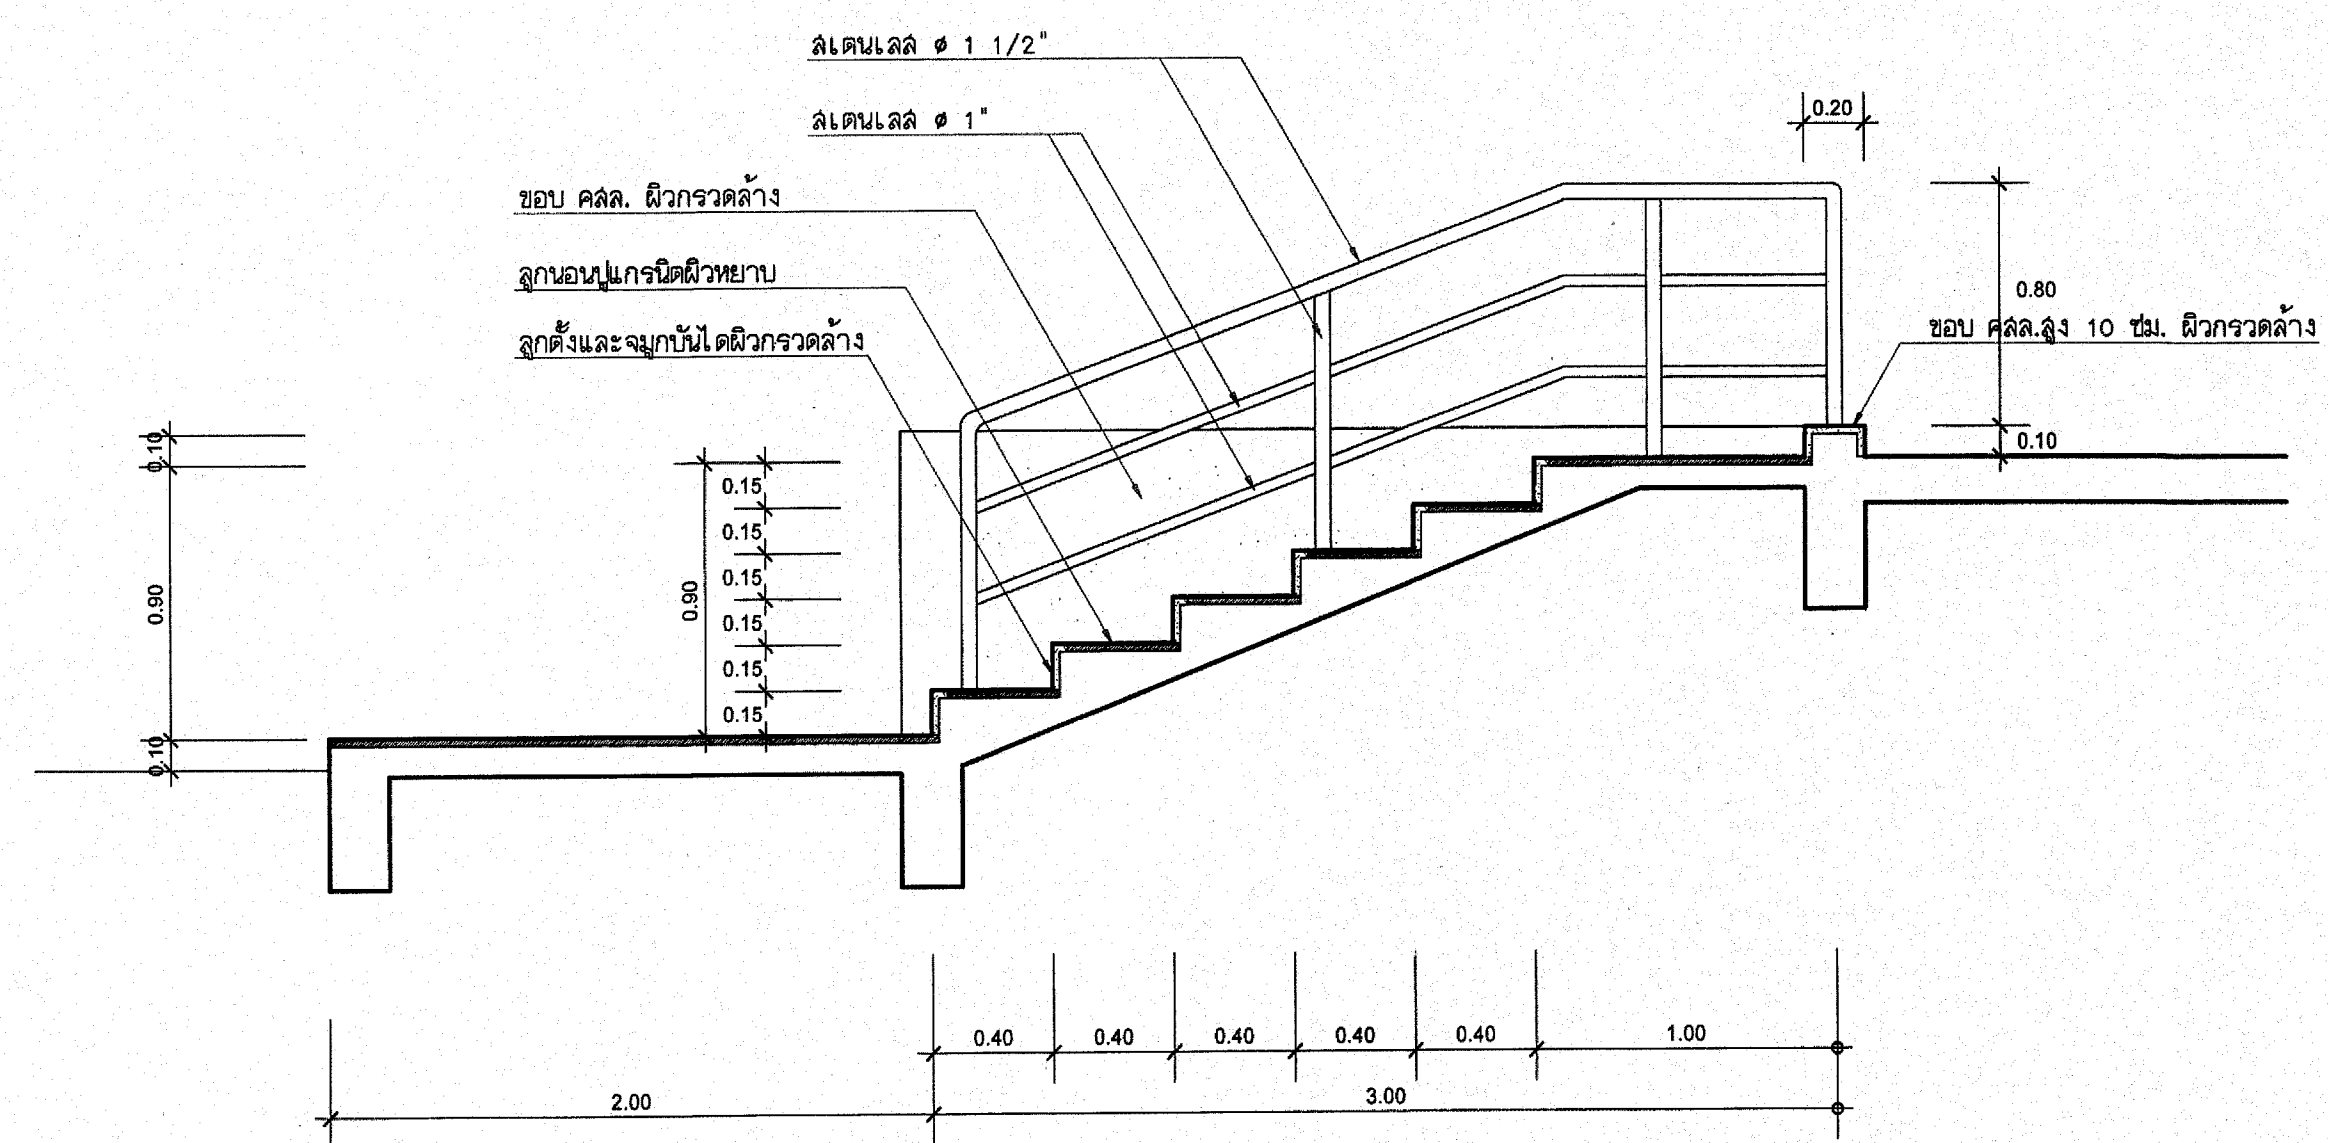 สเตนเลส ø 1 1/2"
สเตนเลส ø 1"
ขอบ คสล. ผิวกรวดล้าง
ลูกนอนปูแกรนิตผิวหยาบ
ลูกตั้งและจมูกบันไดผิวกรวดล้าง
0.20
0.80
ขอบ คสล.สูง 10 ซม. ผิวกรวดล้าง
0.10
0.10
0.90
0.10
0.90
0.15
0.15
0.15
0.15
0.15
0.15
0.40 0.40 0.40 0.40 0.40 1.00
2.00 3.00